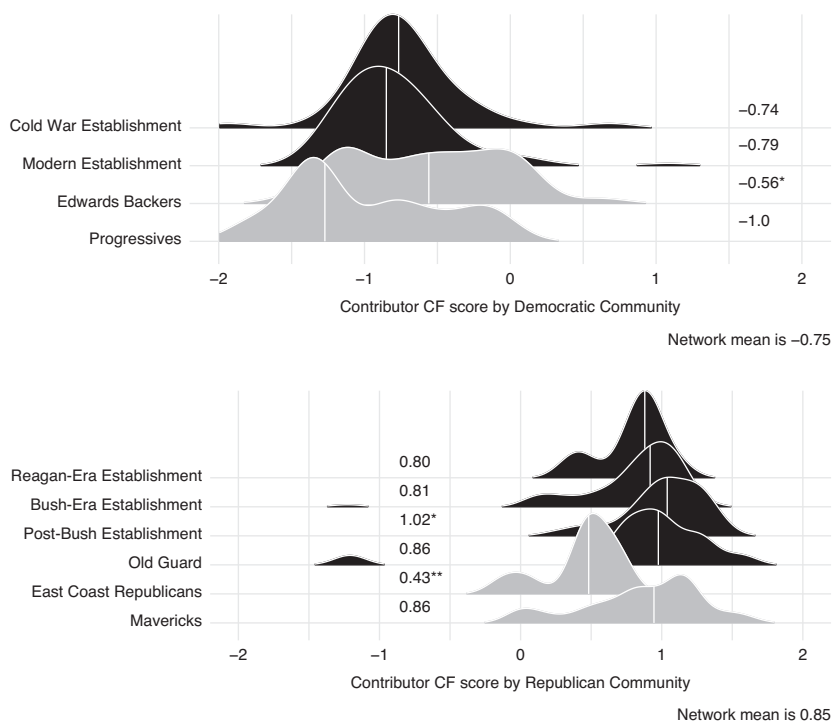 Cold War Establishment −0.74
Modern Establishment −0.79
Edwards Backers −0.56*
Progressives −1.0
−2 −1 0 1 2
Contributor CF score by Democratic Community
Network mean is −0.75
Reagan-Era Establishment 0.80
Bush-Era Establishment 0.81
Post-Bush Establishment 1.02*
Old Guard 0.86
East Coast Republicans 0.43**
Mavericks 0.86
−2 −1 0 1 2
Contributor CF score by Republican Community
Network mean is 0.85